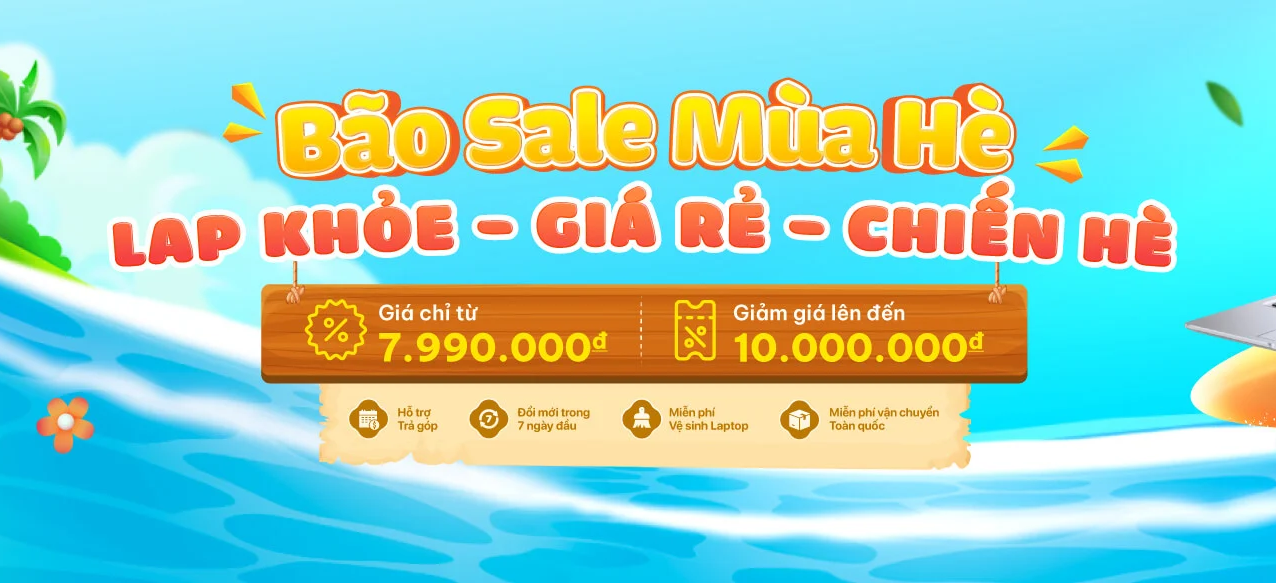 Bão Sale Mùa Hè
LAP KHỎE - GIÁ RẺ - CHIẾN HÈ
Giá chỉ từ
7.990.000đ
Giảm giá lên đến
10.000.000đ
Hỗ trợ
Trả góp
Đổi mới trong
7 ngày đầu
Miễn phí
Vệ sinh Laptop
Miễn phí vận chuyển
Toàn quốc